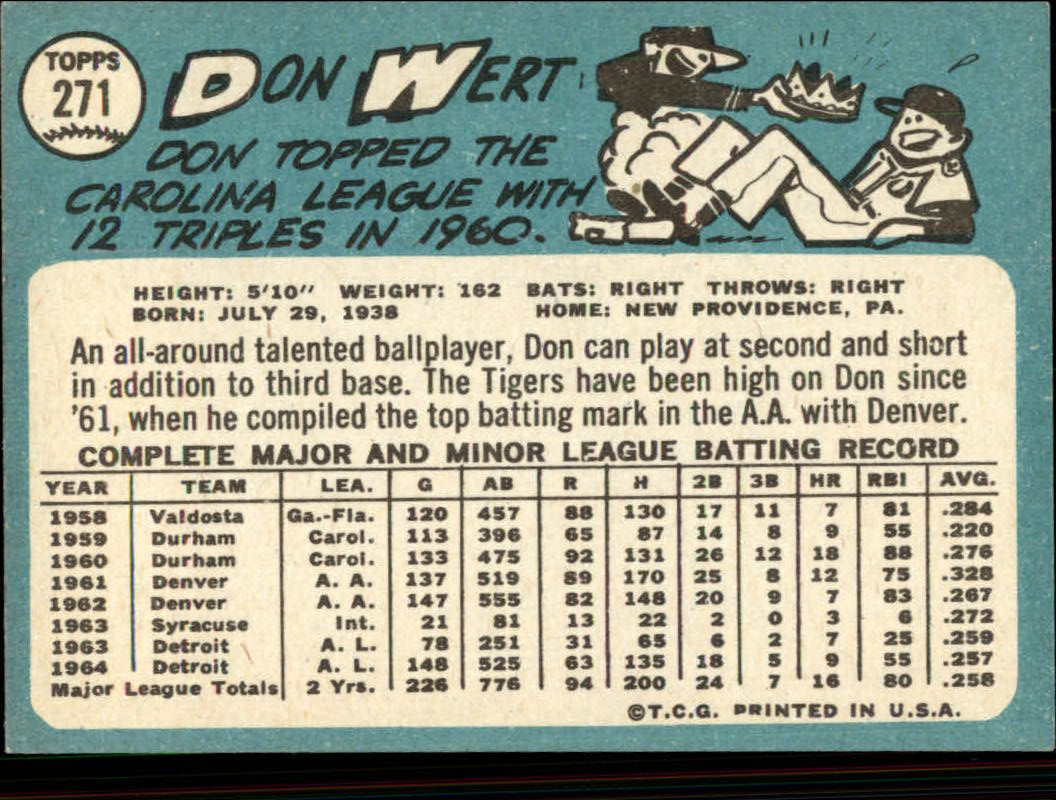 TOPPS
271
DON WERT
DON TOPPED THE
CAROLINA LEAGUE WITH
12 TRIPLES IN 1960.
HEIGHT: 5'10" WEIGHT: 162 BATS: RIGHT THROWS: RIGHT
BORN: JULY 29, 1938 HOME: NEW PROVIDENCE, PA.
An all-around talented ballplayer, Don can play at second and short
in addition to third base. The Tigers have been high on Don since
'61, when he compiled the top batting mark in the A.A. with Denver.
COMPLETE MAJOR AND MINOR LEAGUE BATTING RECORD
YEAR TEAM LEA. G AB R H 2B 3B HR RBI AVG.
1958 Valdosta Ga.-Fla. 120 457 88 130 17 11 7 81 .284
1959 Durham Carol. 113 396 65 87 14 8 9 55 .220
1960 Durham Carol. 133 475 92 131 26 12 18 88 .276
1961 Denver A. A. 137 519 89 170 25 8 12 75 .328
1962 Denver A. A. 147 555 82 148 20 9 7 83 .267
1963 Syracuse Int. 21 81 13 22 2 0 3 6 .272
1963 Detroit A. L. 78 251 31 65 6 2 7 25 .259
1964 Detroit A. L. 148 525 63 135 18 5 9 55 .257
Major League Totals 2 Yrs. 226 776 94 200 24 7 16 80 .258
©T.C.G. PRINTED IN U.S.A.